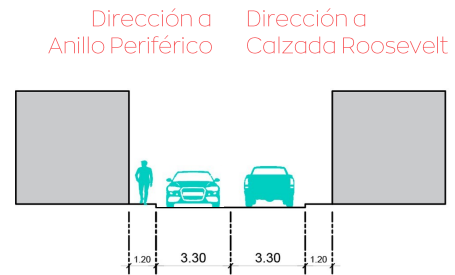 Dirección a
Anillo Periférico
Dirección a
Calzada Roosevelt
1.20 3.30 3.30 1.20